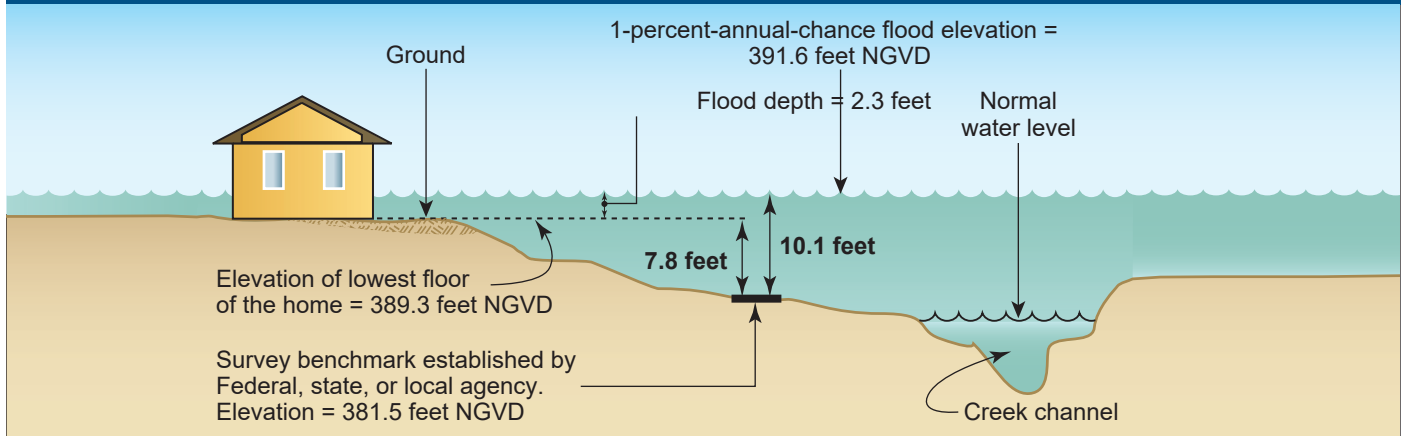 1-percent-annual-chance flood elevation =
391.6 feet NGVD
Ground
Flood depth = 2.3 feet
Normal
water level
7.8 feet
10.1 feet
Elevation of lowest floor
of the home = 389.3 feet NGVD
Survey benchmark established by
Federal, state, or local agency.
Elevation = 381.5 feet NGVD
Creek channel